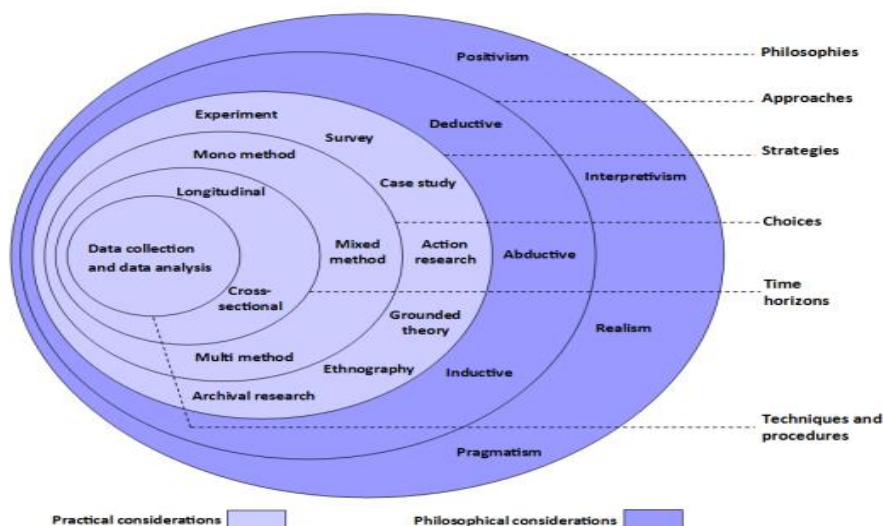 Positivism
Philosophies
Approaches
Experiment
Deductive
Survey
Strategies
Mono method
Interpretivism
Case study
Longitudinal
Choices
Data collection
and data analysis
Mixed
method
Action
research
Abductive
Time
horizons
Cross-
sectional
Grounded
theory
Realism
Multi method
Ethnography
Inductive
Archival research
Techniques and
procedures
Pragmatism
Practical considerations
Philosophical considerations